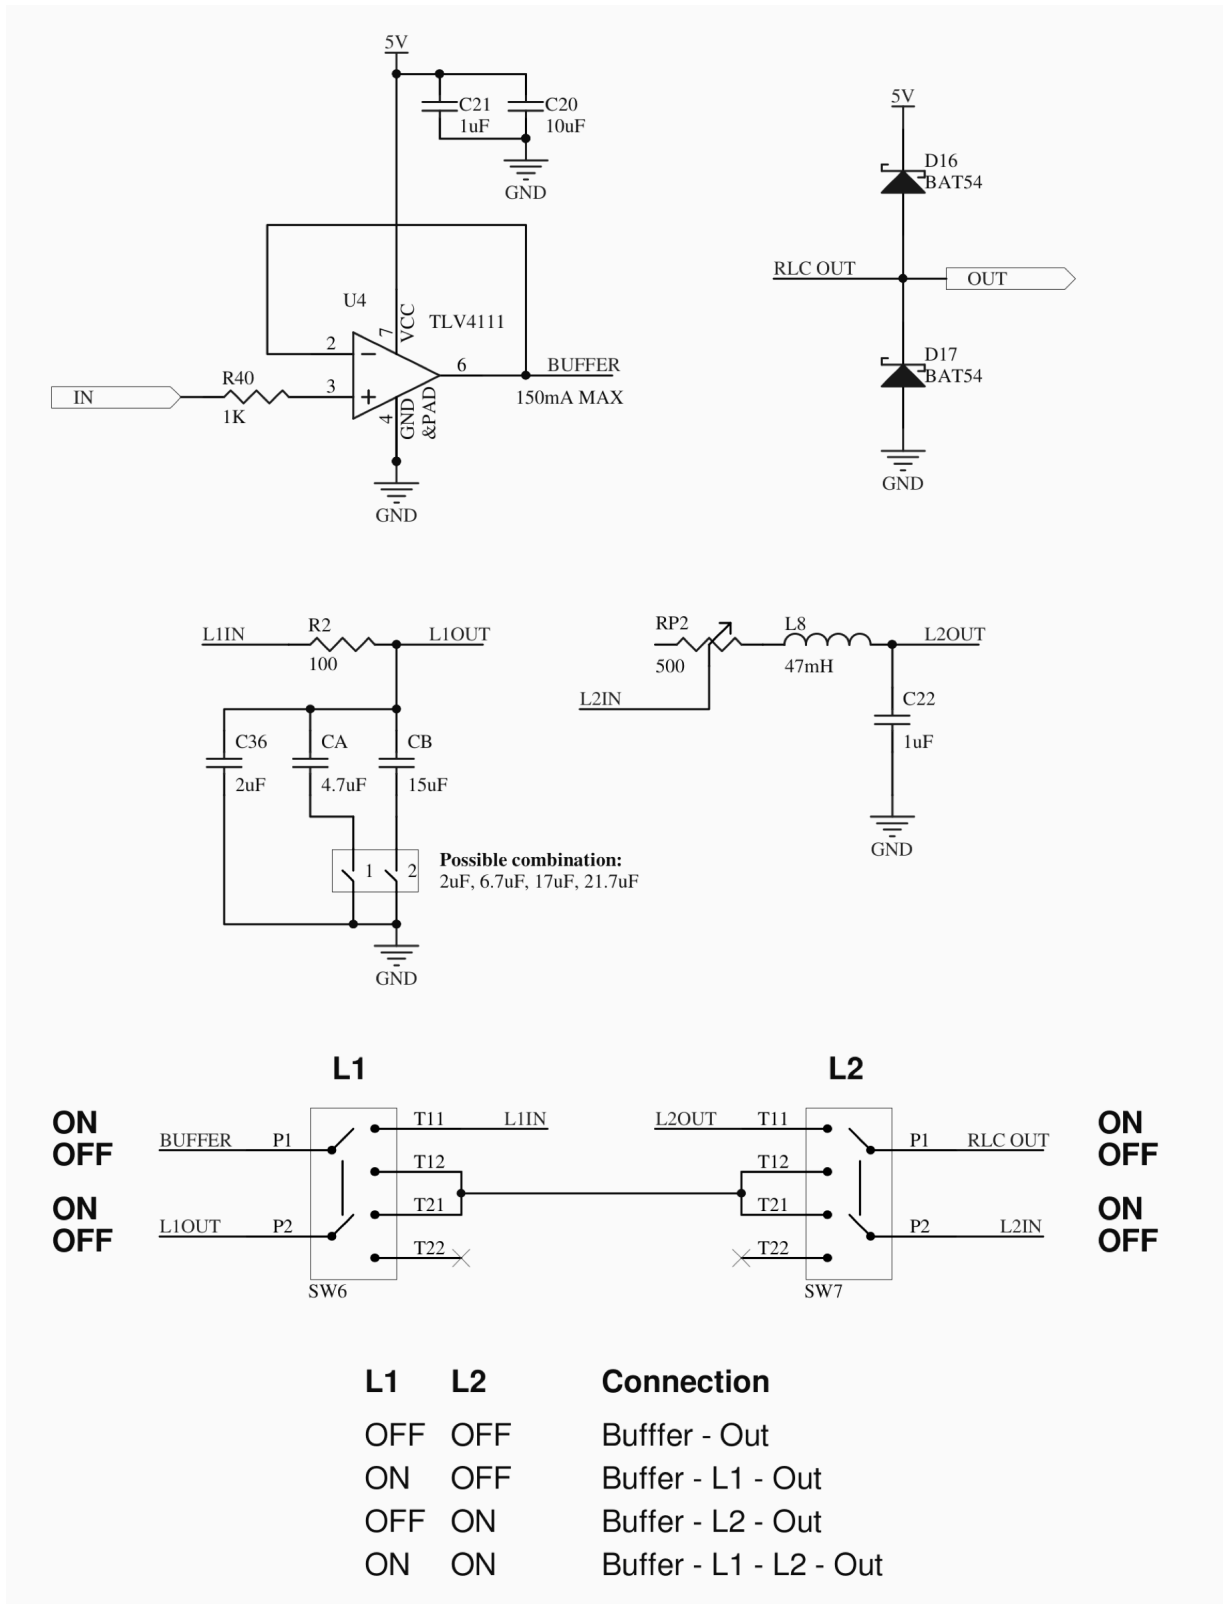 5V
C21
1uF
C20
10uF
GND
U4
7
VCC
TLV4111
2
3
6
BUFFER
150mA MAX
IN
R40
1K
4
GND
&PAD
GND
5V
D16
BAT54
RLC OUT
OUT
D17
BAT54
GND
L1IN
R2
100
L1OUT
C36
2uF
CA
4.7uF
CB
15uF
1
2
Possible combination:
2uF, 6.7uF, 17uF, 21.7uF
GND
RP2
500
L8
47mH
L2OUT
L2IN
C22
1uF
GND
L1
ON
OFF
BUFFER
P1
T11
L1IN
T12
ON
OFF
L1OUT
P2
T21
T22
SW6
L2
L2OUT
T11
P1
RLC OUT
ON
OFF
T12
T21
P2
L2IN
ON
OFF
T22
SW7
L1 L2 Connection
OFF OFF Bufffer - Out
ON OFF Buffer - L1 - Out
OFF ON Buffer - L2 - Out
ON ON Buffer - L1 - L2 - Out